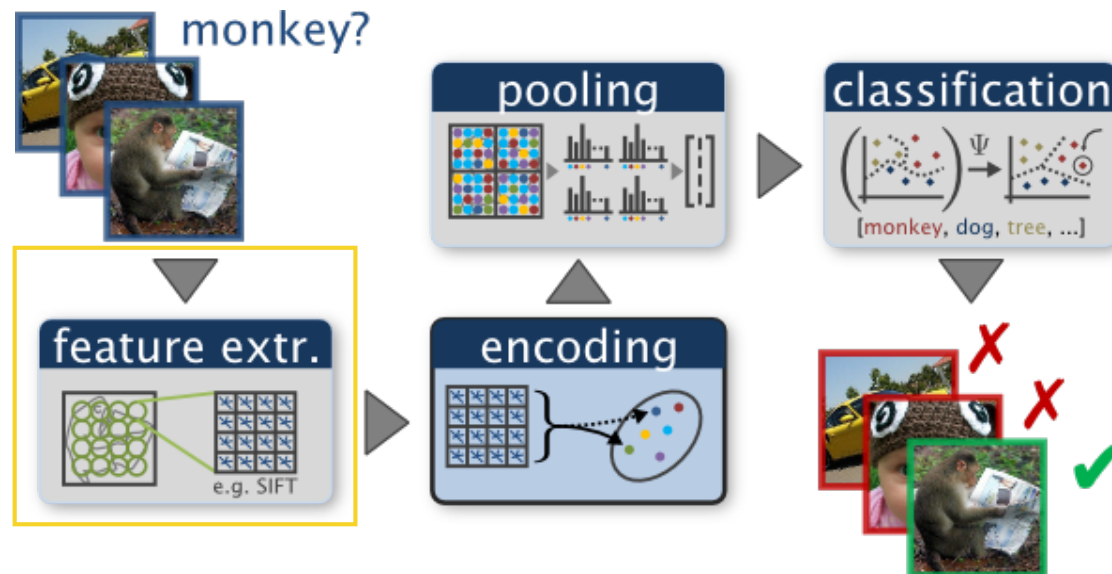 monkey?
feature extr.
e.g. SIFT
encoding
pooling
classification
Ψ
[monkey, dog, tree, ...]